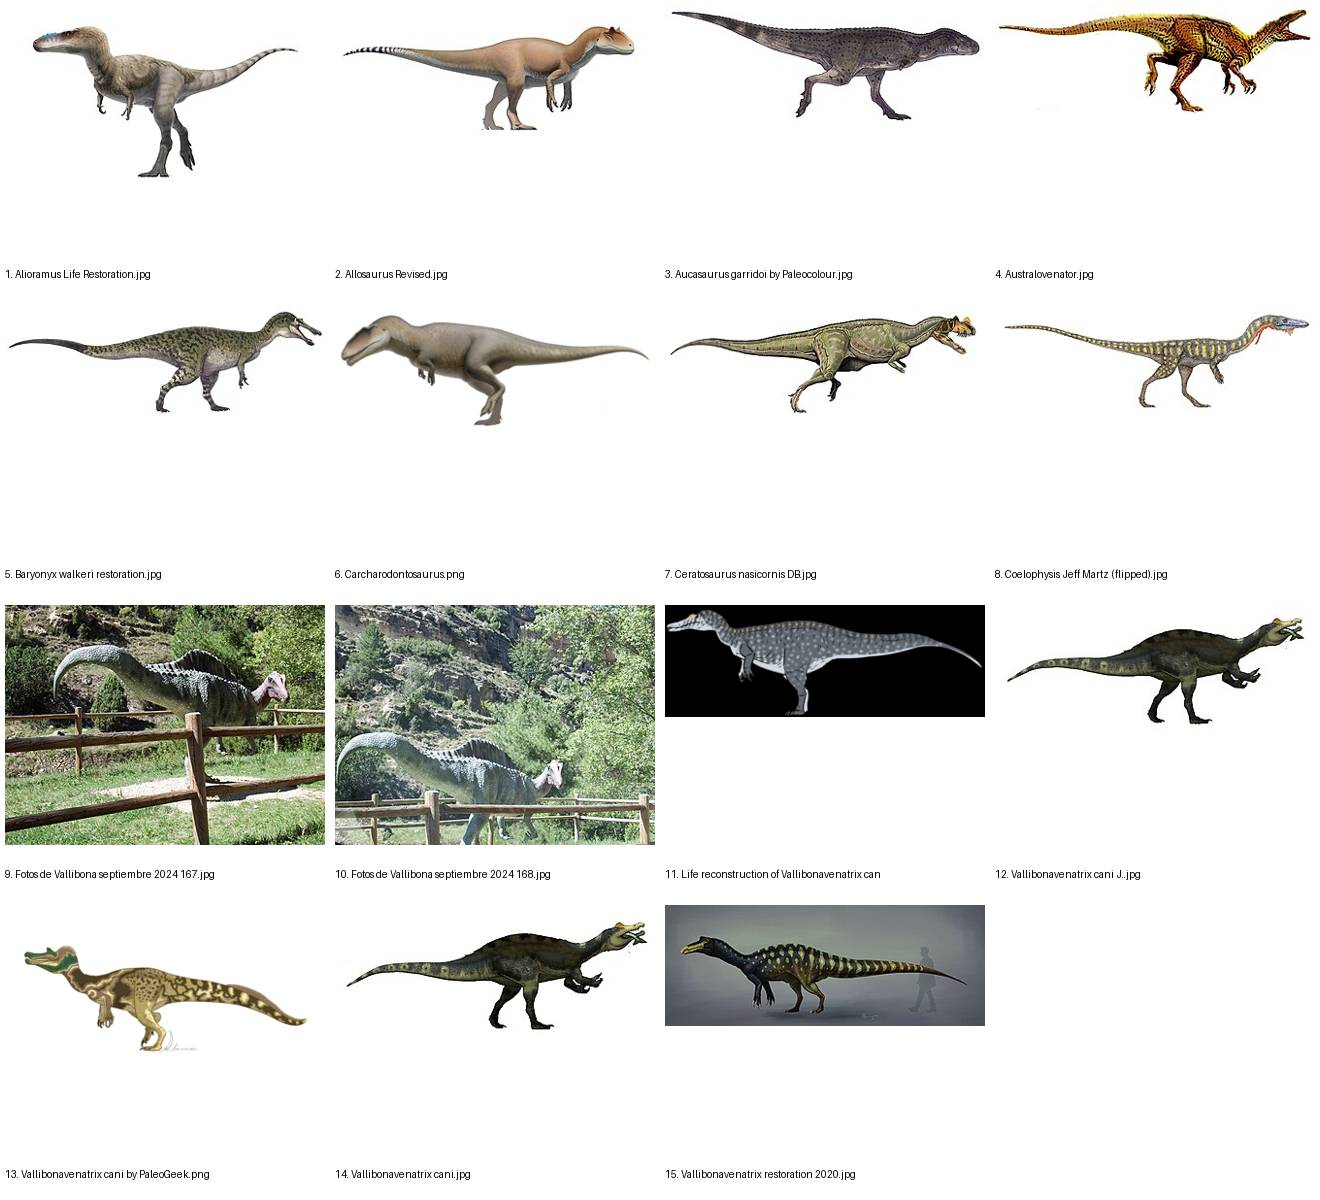 1. Alioramus Life Restoration.jpg
2. Allosaurus Revised.jpg
3. Aucasaurus garridoi by Paleocolour.jpg
4. Australovenator.jpg
5. Baryonyx walkeri restoration.jpg
6. Carcharodontosaurus.png
7. Ceratosaurus nasicornis DB.jpg
8. Coelophysis Jeff Martz (flipped).jpg
9. Fotos de Vallibona septiembre 2024 167.jpg
10. Fotos de Vallibona septiembre 2024 168.jpg
11. Life reconstruction of Vallibonavenatrix can
12. Vallibonavenatrix cani J..jpg
13. Vallibonavenatrix cani by PaleoGeek.png
14. Vallibonavenatrix cani.jpg
15. Vallibonavenatrix restoration 2020.jpg